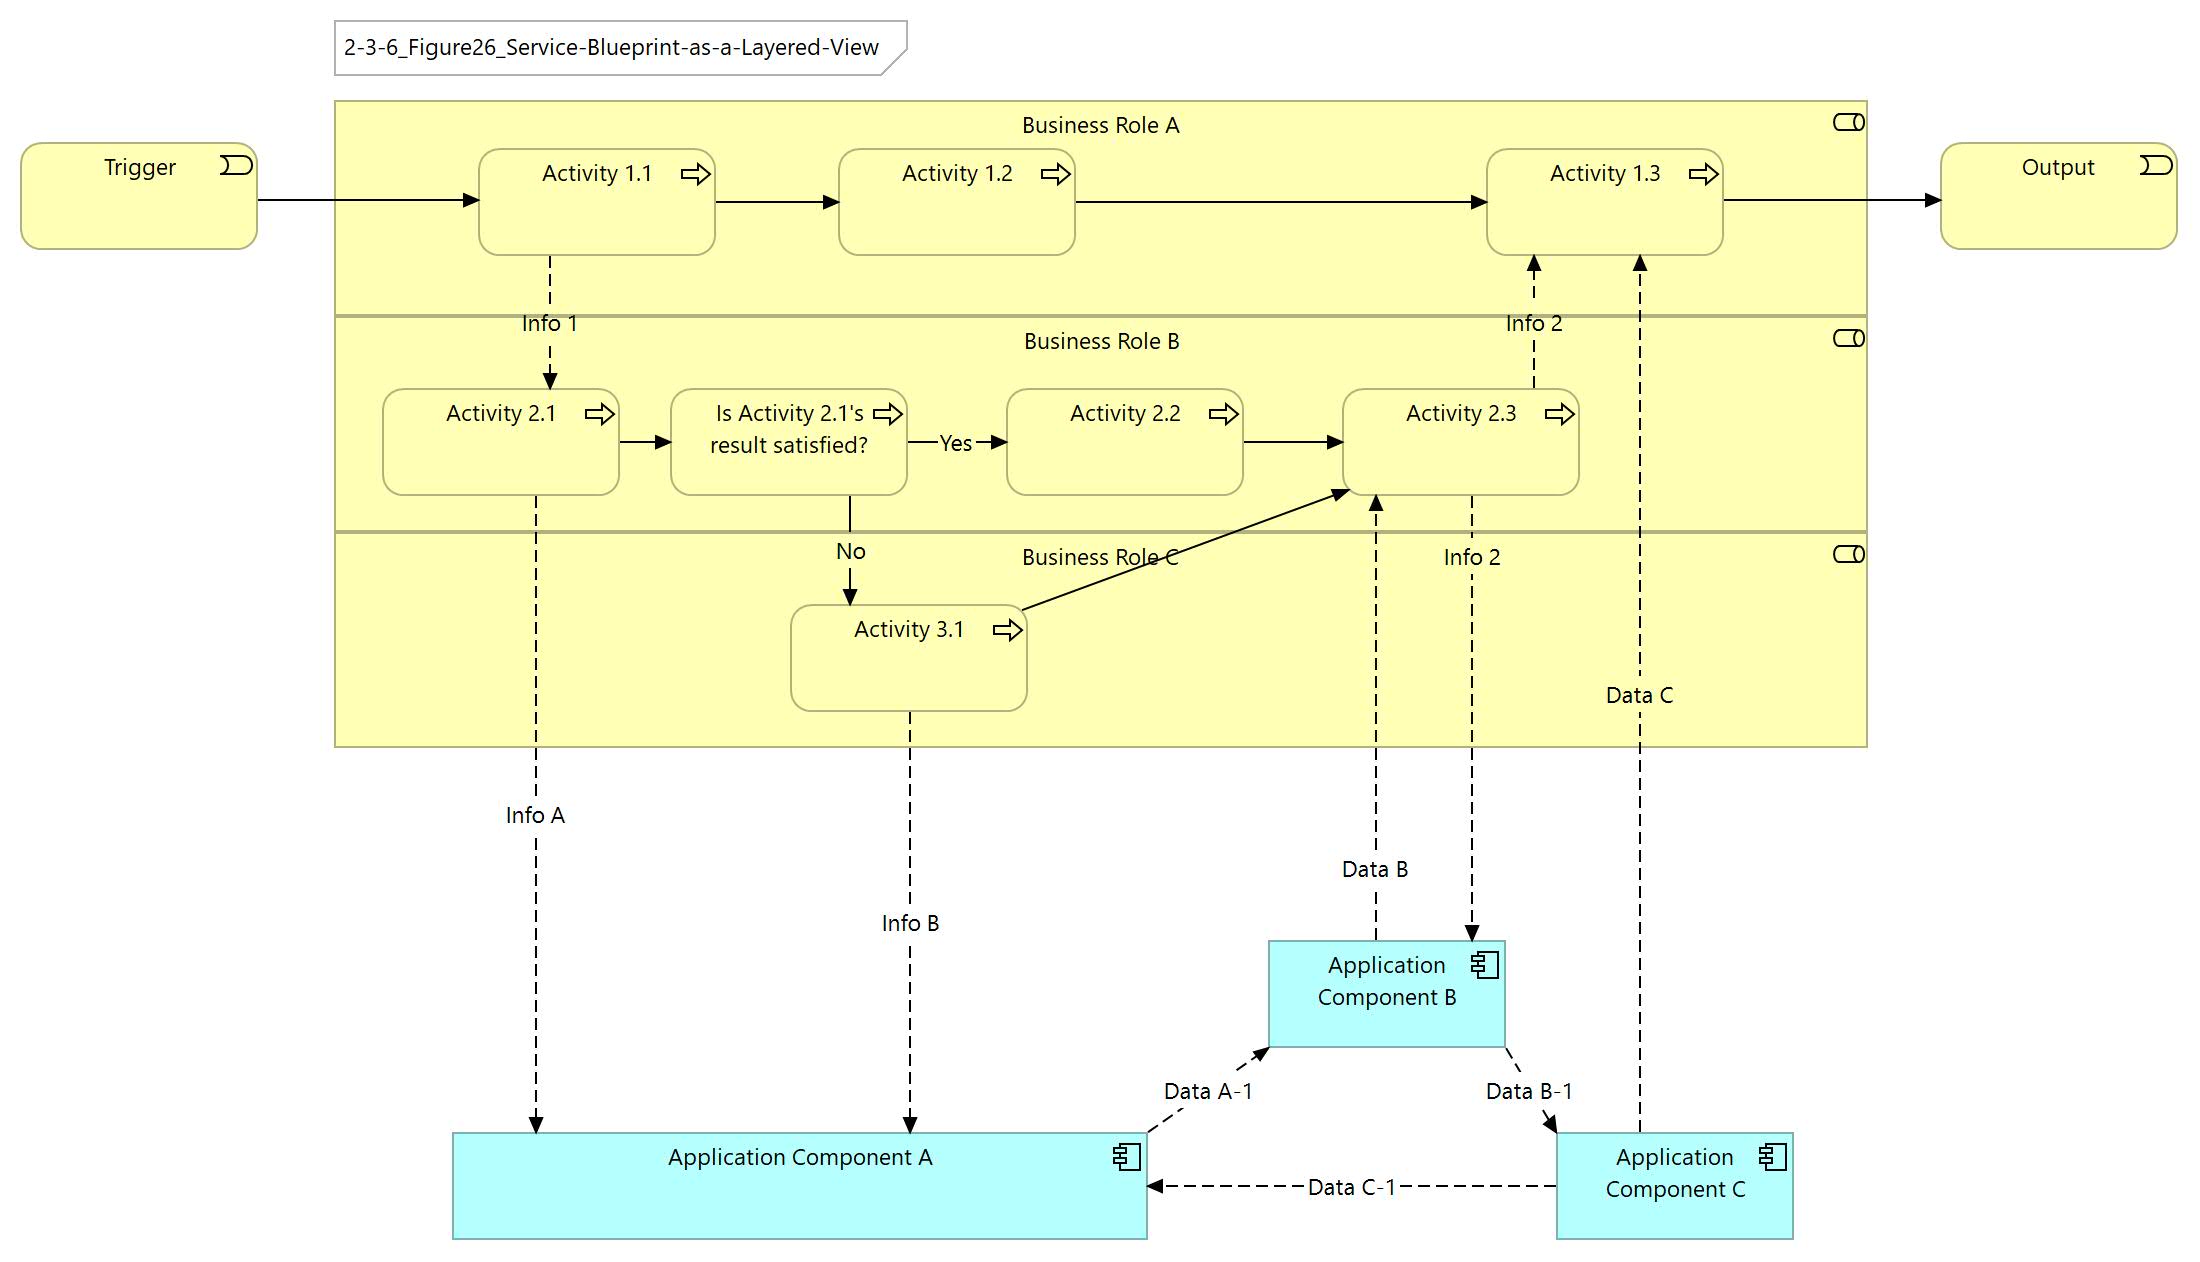 2-3-6_Figure26_Service-Blueprint-as-a-Layered-View
Business Role A
Trigger
Activity 1.1
Activity 1.2
Activity 1.3
Output
Info 1
Info 2
Business Role B
Activity 2.1
Is Activity 2.1's
result satisfied?
Yes
Activity 2.2
Activity 2.3
No
Business Role C
Info 2
Activity 3.1
Data C
Info A
Data B
Info B
Application
Component B
Data A-1
Data B-1
Application Component A
Application
Component C
Data C-1